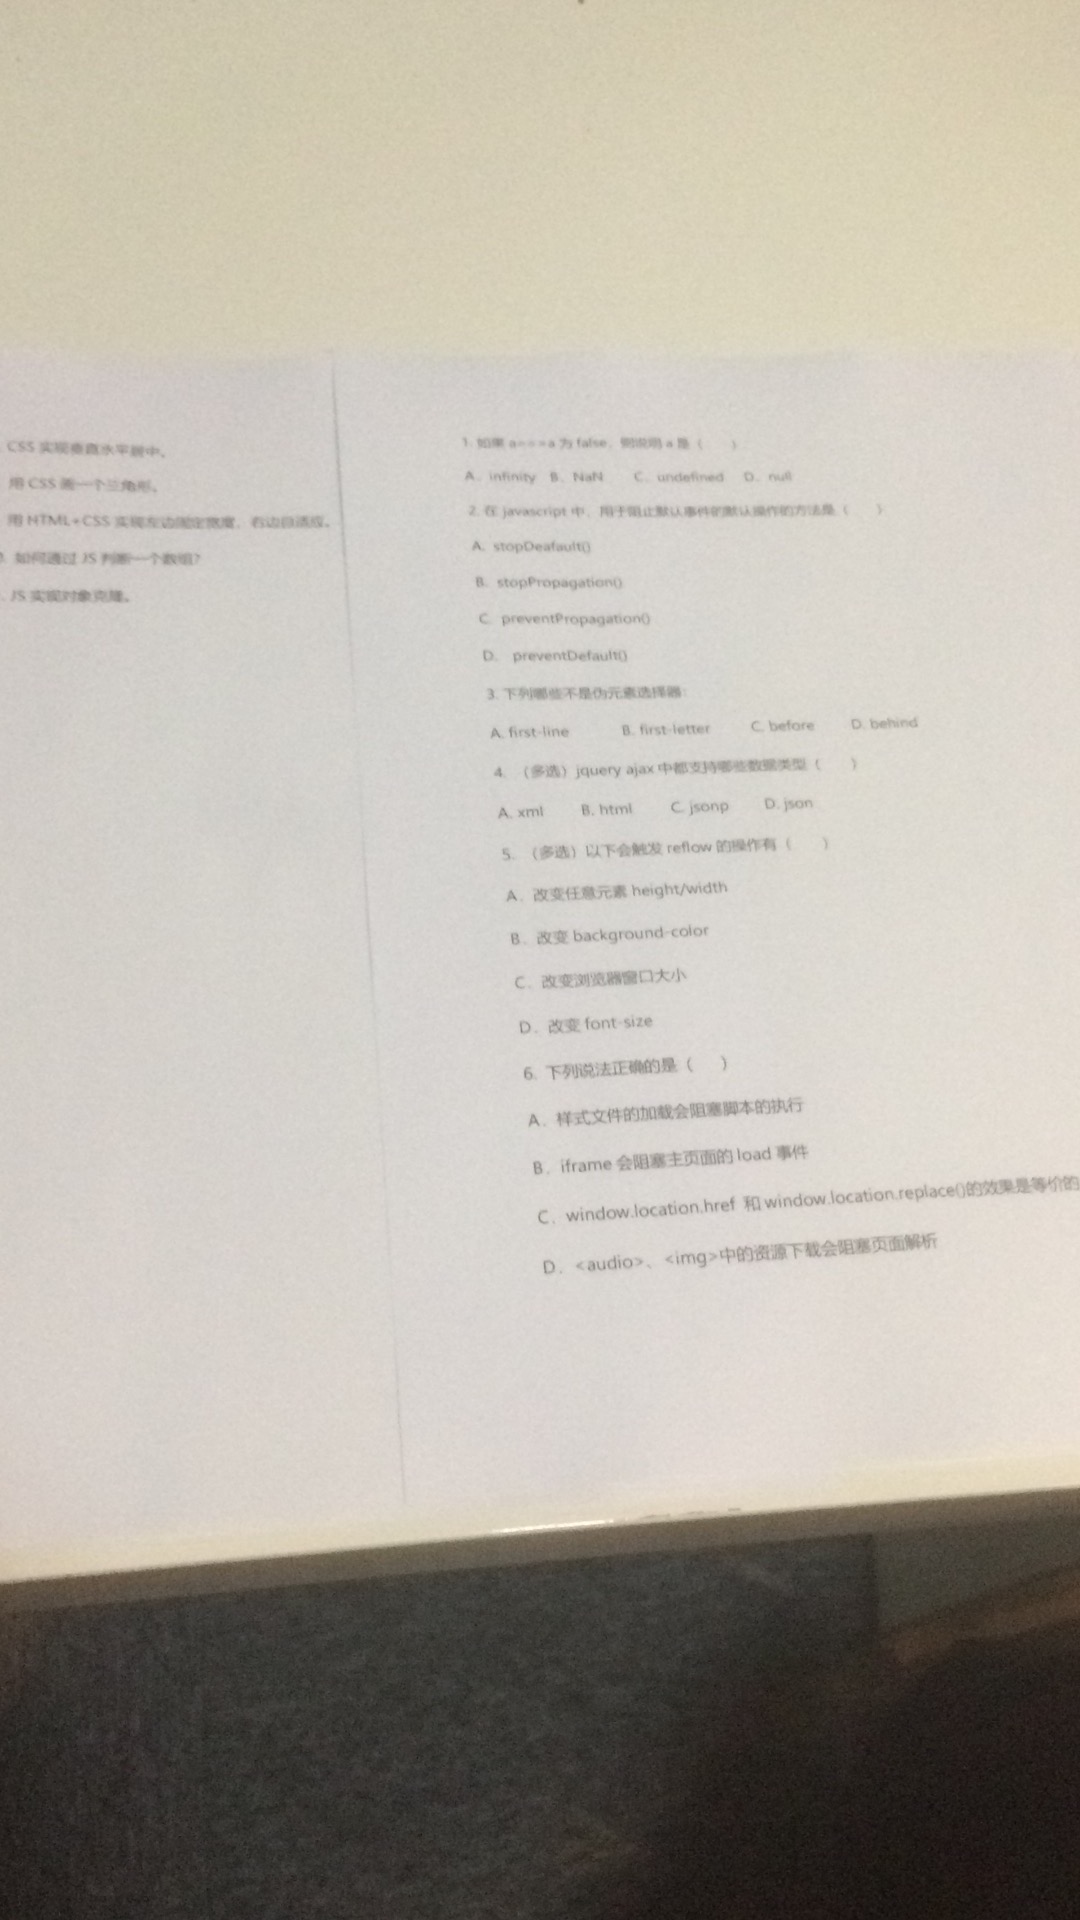 CSS 实现垂直水平居中。
用 CSS 画一个三角形。
用 HTML+CSS 实现左边固定宽度，右边自适应。
如何通过 JS 判断一个数组?
JS 实现对象克隆。
1. 如果 a===a 为 false，则说明 a 是（ ）
A、infinity B、NaN C、undefined D、null
2. 在 javascript 中，用于阻止默认事件的默认操作的方法是（ ）
A. stopDeafault()
B. stopPropagation()
C. preventPropagation()
D. preventDefault()
3. 下列哪些不是伪元素选择器：
A. first-line B. first-letter C. before D. behind
4. （多选）jquery ajax 中都支持哪些数据类型（ ）
A. xml B. html C. jsonp D. json
5. （多选）以下会触发 reflow 的操作有（ ）
A、改变任意元素 height/width
B、改变 background-color
C、改变浏览器窗口大小
D、改变 font-size
6. 下列说法正确的是（ ）
A、样式文件的加载会阻塞脚本的执行
B、iframe 会阻塞主页面的 load 事件
C、window.location.href 和 window.location.replace()的效果是等价的
D、<audio>、<img>中的资源下载会阻塞页面解析